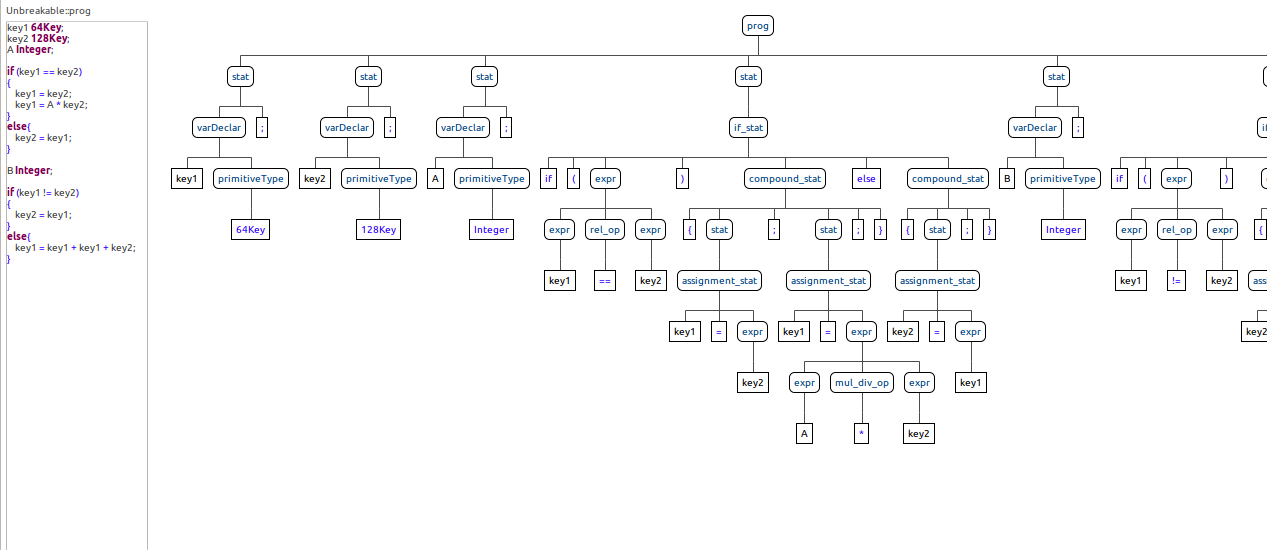 Unbreakable::prog
key1 64Key;
key2 128Key;
A Integer;
if (key1 == key2)
{
key1 = key2;
key1 = A * key2;
}
else{
key2 = key1;
}
B Integer;
if (key1 != key2)
{
key2 = key1;
}
else{
key1 = key1 + key1 + key2;
}
prog
stat stat stat stat stat
varDeclar ; varDeclar ; varDeclar ; if_stat varDeclar ;
key1 primitiveType key2 primitiveType A primitiveType if ( expr ) compound_stat else compound_stat B primitiveType if ( expr )
64Key 128Key Integer expr rel_op expr { stat ; stat ; } { stat ; } Integer expr rel_op expr {
key1 == key2 assignment_stat assignment_stat assignment_stat key1 != key2
key1 = expr key1 = expr key2 = expr key2
key2 expr mul_div_op expr key1
A * key2